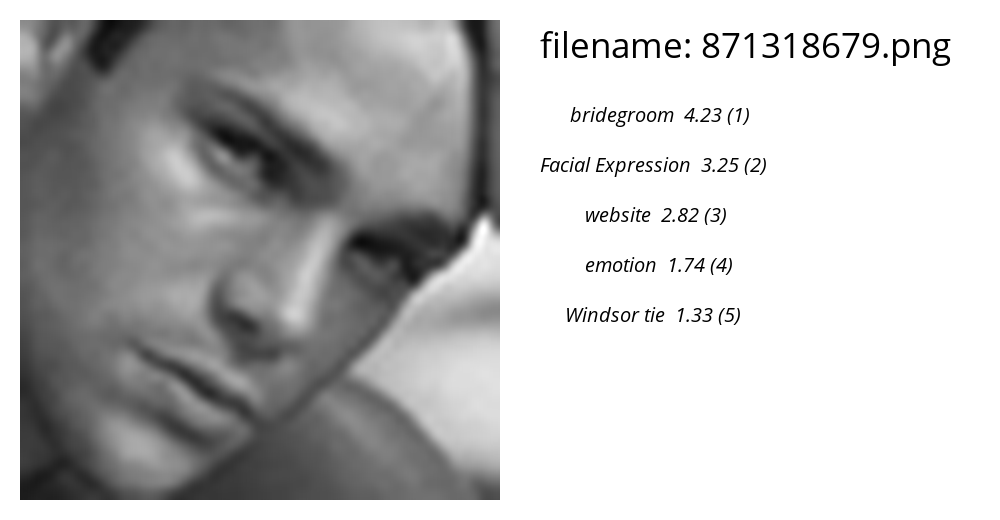 filename: 871318679.png
bridegroom 4.23 (1)
Facial Expression 3.25 (2)
website 2.82 (3)
emotion 1.74 (4)
Windsor tie 1.33 (5)